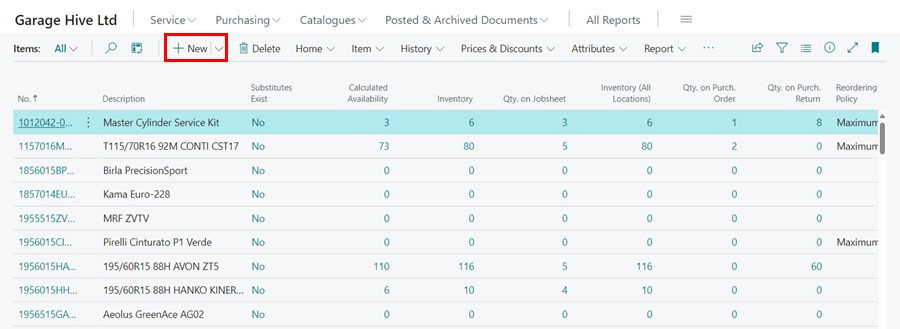 Garage Hive Ltd Service Purchasing Catalogues Posted & Archived Documents All Reports
Items: All New Delete Home Item History Prices & Discounts Attributes Report ...
No. ↑ Description Substitutes Exist Calculated Availability Inventory Qty. on Jobsheet Inventory (All Locations) Qty. on Purch. Order Qty. on Purch. Return Reordering Policy
1012042-0... Master Cylinder Service Kit No 3 6 3 6 1 8 Maximum
1157016M... T115/70R16 92M CONTI CST17 No 73 80 5 80 2 0 Maximum
1856015BP... Birla PrecisionSport No 0 0 0 0 0 0
1857014EU... Kama Euro-228 No 0 0 0 0 0 0
1955515ZV... MRF ZVTV No 0 0 0 0 0 0
1956015CI... Pirelli Cinturato P1 Verde No 0 0 0 0 0 0 Maximum
1956015HA... 195/60R15 88H AVON ZT5 No 110 116 5 116 0 60
1956015HH... 195/60R15 88H HANKO KINER... No 6 10 4 10 0 0
1956515GA... Aeolus GreenAce AG02 No 0 0 0 0 0 0